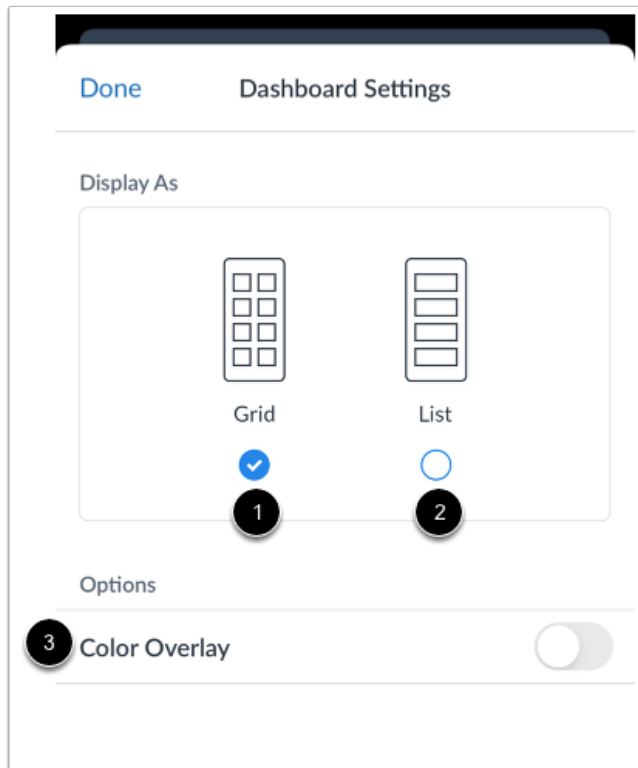 Done Dashboard Settings
Display As
Grid List
1 2
Options
3 Color Overlay